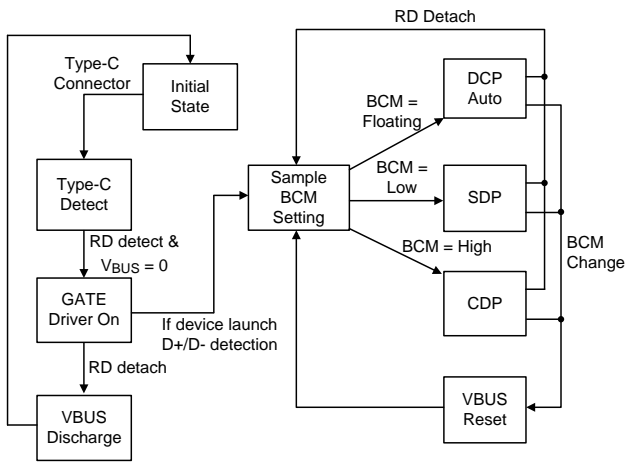 RD Detach
Type-C
Connector
Initial
State
DCP
Auto
BCM =
Floating
Type-C
Detect
Sample
BCM
Setting
BCM =
Low
SDP
RD detect &
VBUS = 0
BCM = High
BCM
Change
GATE
Driver On
If device launch
D+/D- detection
CDP
RD detach
VBUS
Discharge
VBUS
Reset